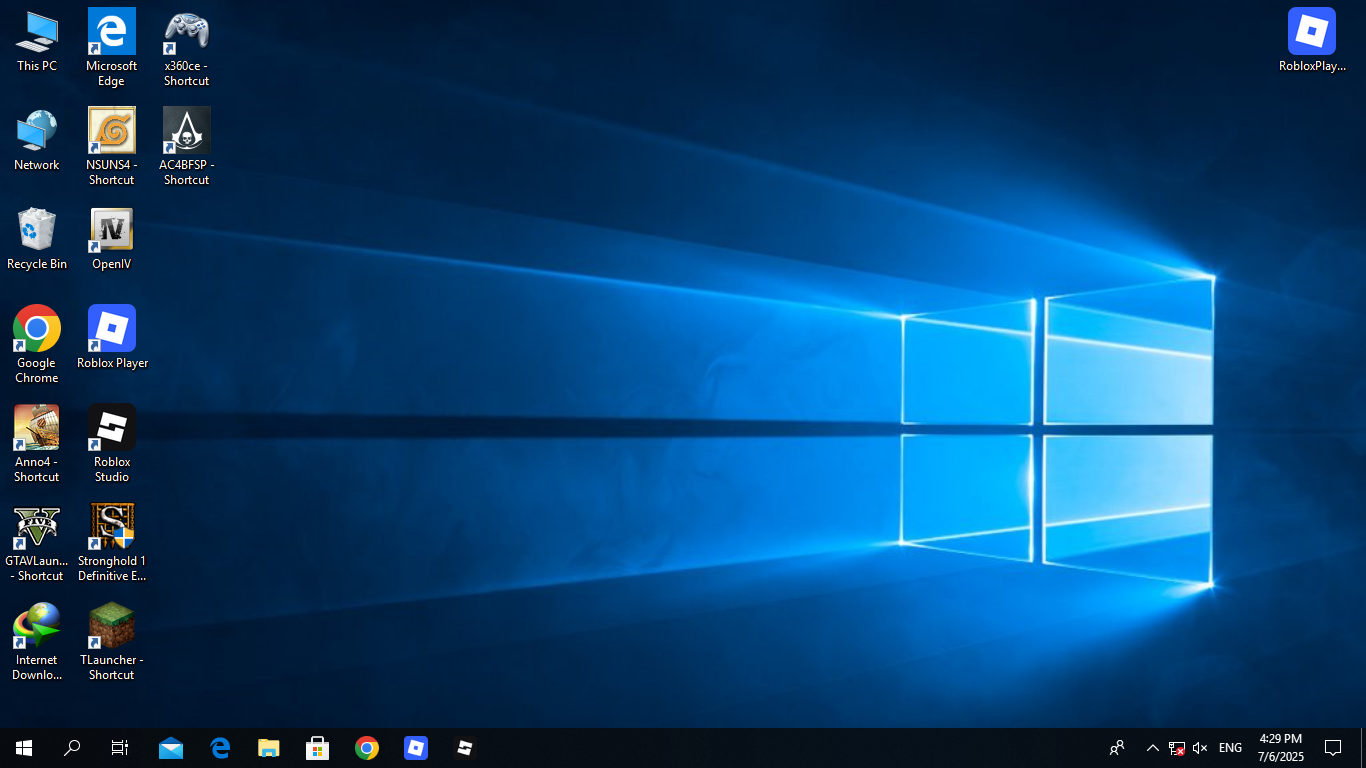 This PC
Microsoft
Edge
x360ce -
Shortcut
RobloxPlay...
Network
NSUNS4 -
Shortcut
AC4BFSP -
Shortcut
Recycle Bin
IV
OpenIV
Google
Chrome
Roblox Player
Anno4 -
Shortcut
Roblox
Studio
V
FIVE
S
GTAVLaun...
- Shortcut
Stronghold 1
Definitive E...
Internet
Downlo...
TLauncher -
Shortcut
ENG
4:29 PM
7/6/2025